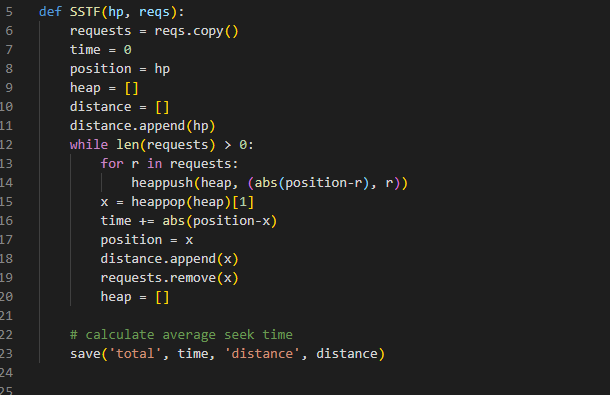 5 def SSTF(hp, reqs):
6     requests = reqs.copy()
7     time = 0
8     position = hp
9     heap = []
10     distance = []
11     distance.append(hp)
12     while len(requests) > 0:
13         for r in requests:
14             heappush(heap, (abs(position-r), r))
15         x = heappop(heap)[1]
16         time += abs(position-x)
17         position = x
18         distance.append(x)
19         requests.remove(x)
20         heap = []
21
22     # calculate average seek time
23     save('total', time, 'distance', distance)
24
25